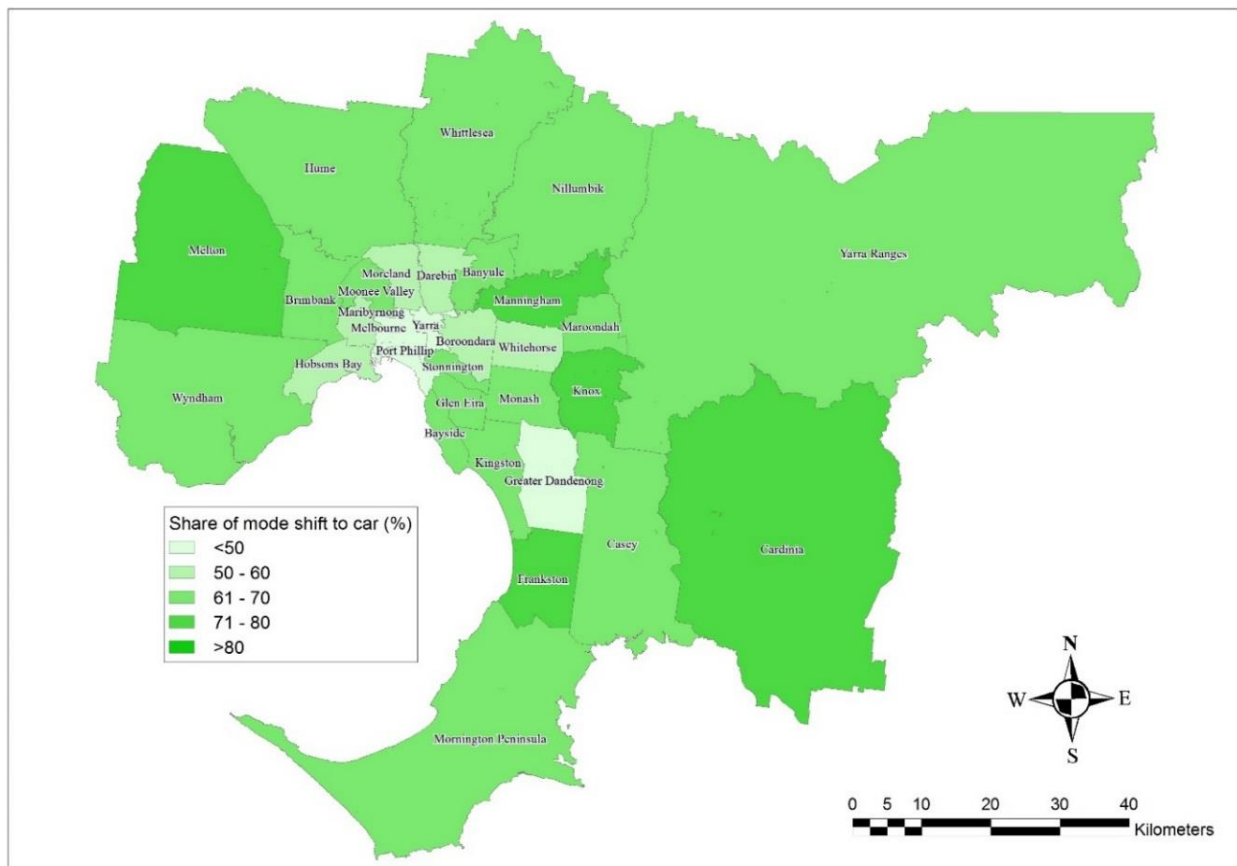 Whittlesea
Hume
Nillumbik
Melton
Yarra Ranges
Moreland
Darebin
Banyule
Moonee Valley
Brimbank
Manningham
Maribyrnong
Yarra
Maroondah
Melbourne
Boroondara
Whitehorse
Port Phillip
Hobsons Bay
Stonnington
Knox
Wyndham
Glen Eira
Monash
Bayside
Kingston
Greater Dandenong
Casey
Cardinia
Frankston
Mornington Peninsula
Share of mode shift to car (%)
<50
50 - 60
61 - 70
71 - 80
>80
N
W
E
S
0 5 10 20 30 40
Kilometers